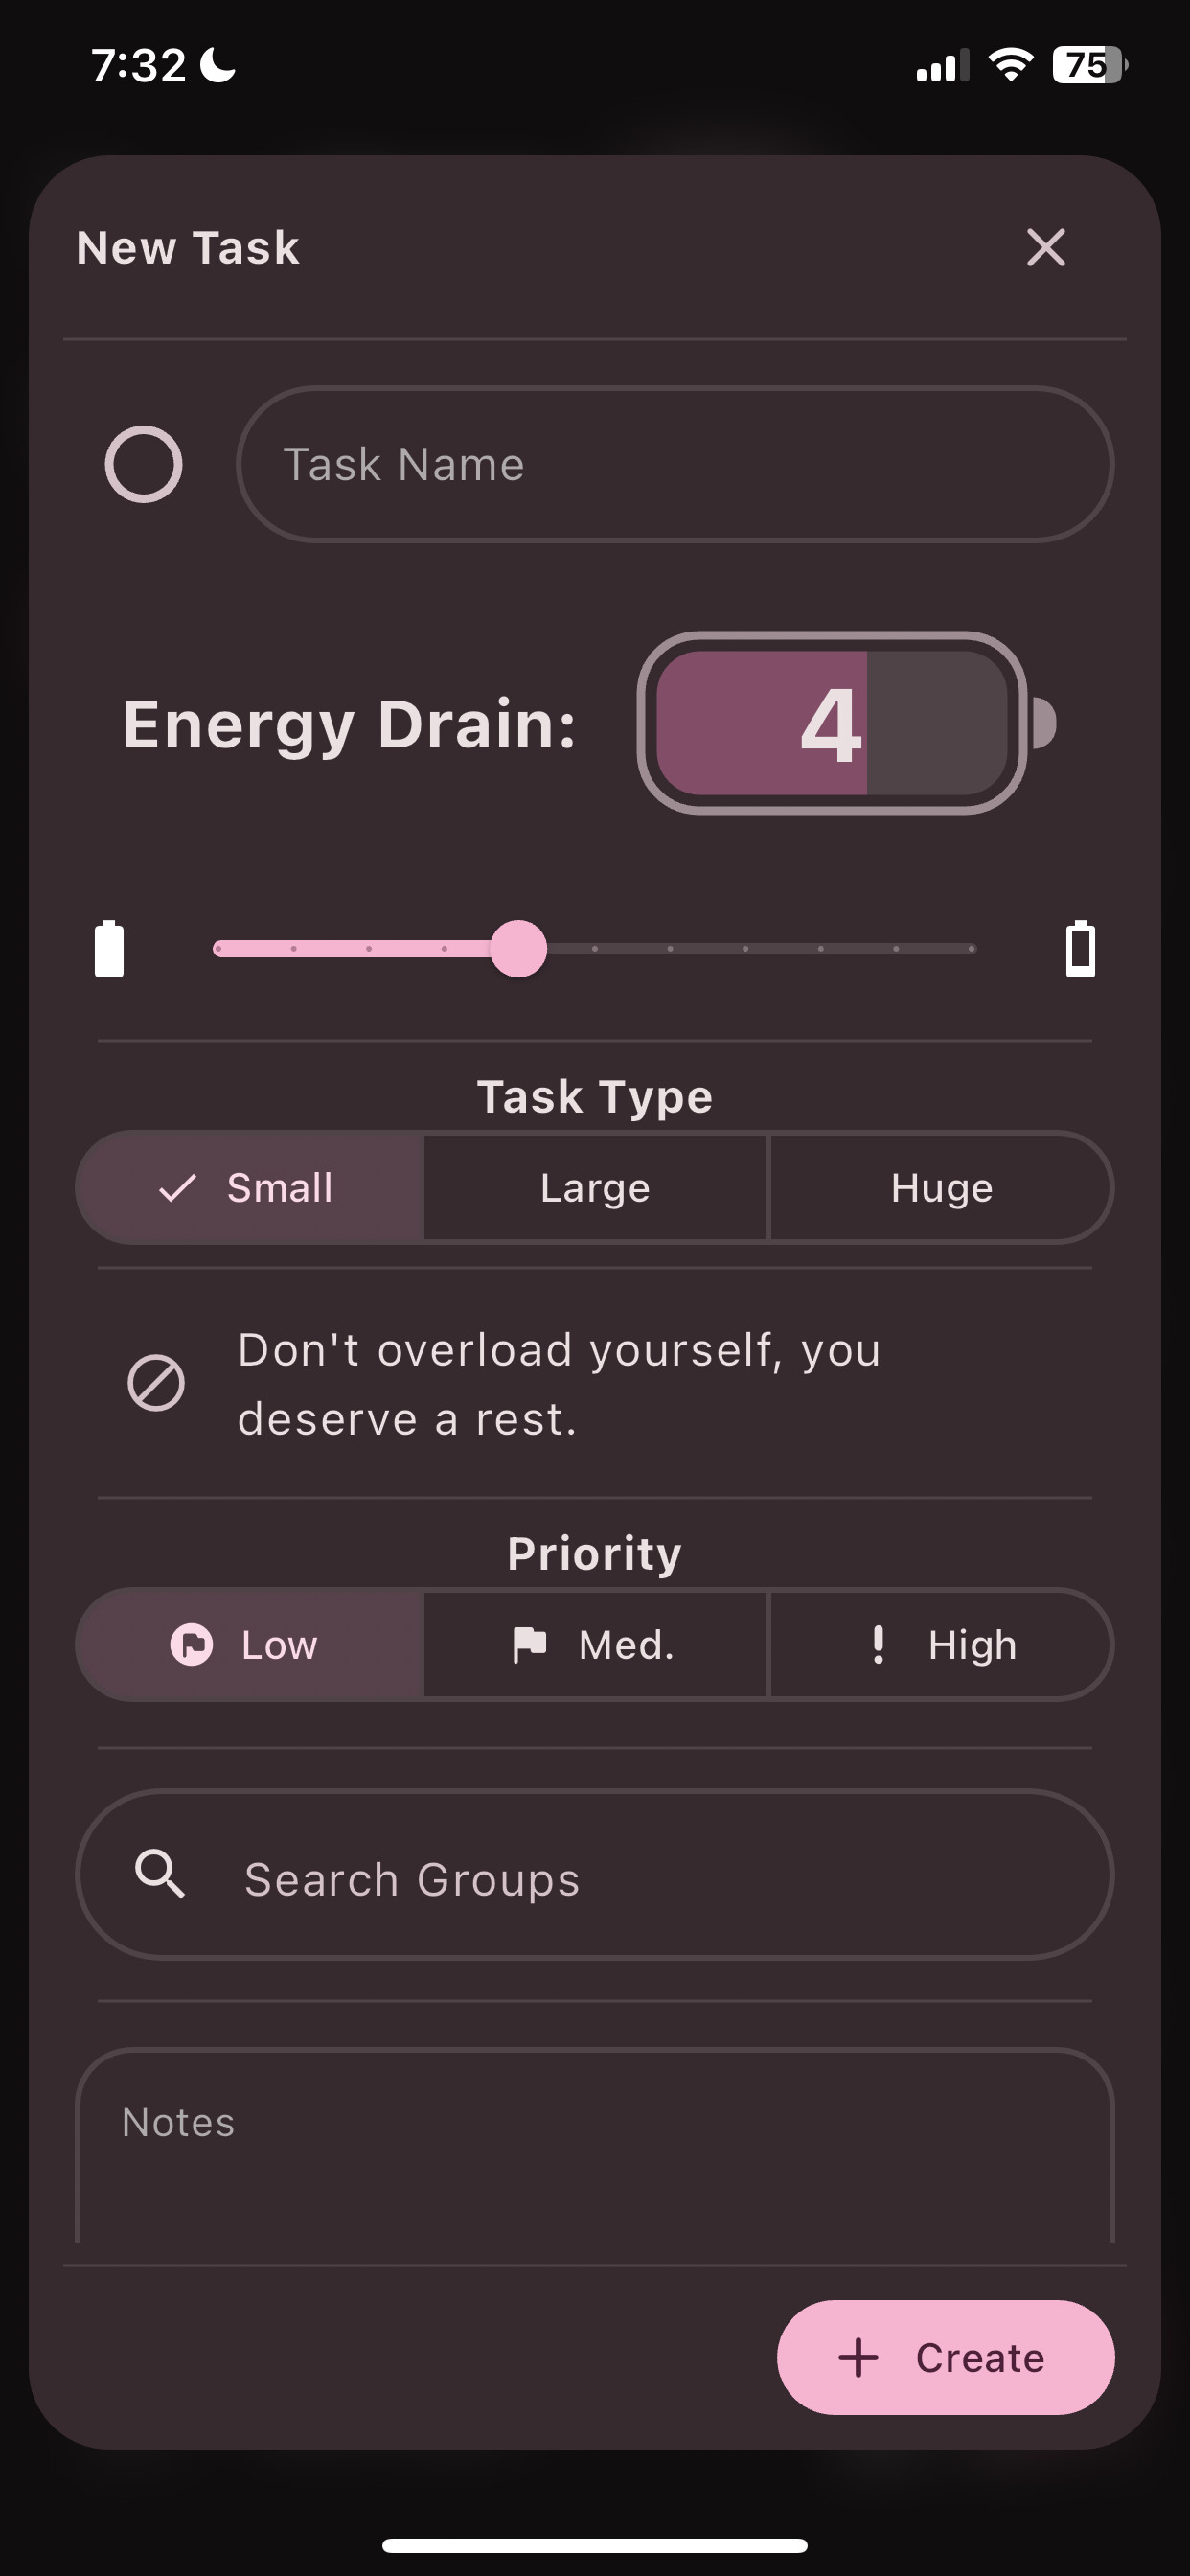 7:32
75
New Task
Task Name
Energy Drain:
4
Task Type
Small
Large
Huge
Don't overload yourself, you
deserve a rest.
Priority
Low
Med.
High
Search Groups
Notes
Create